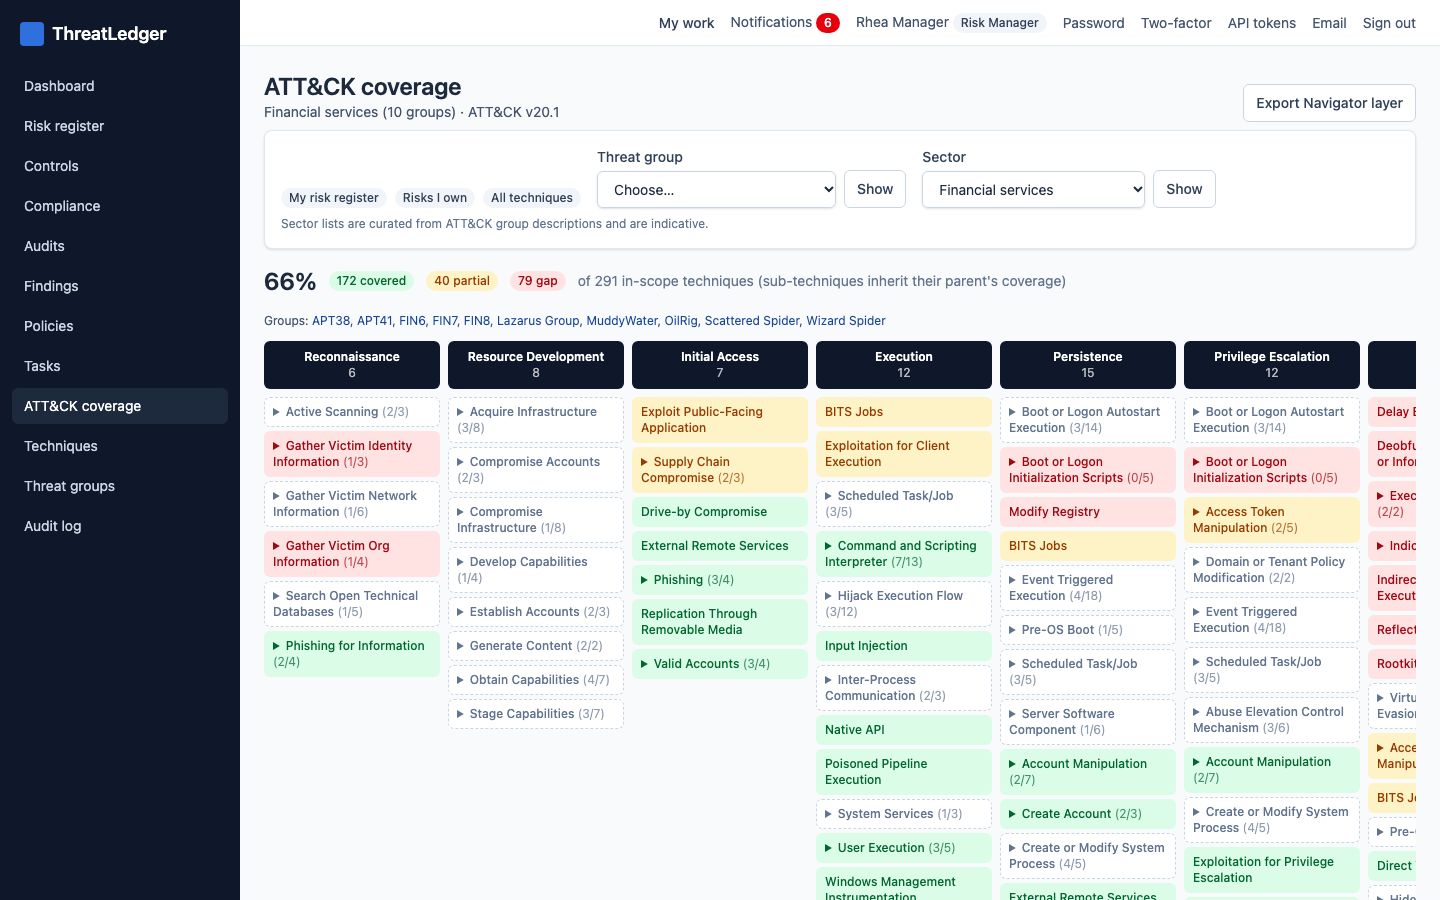 ThreatLedger
Dashboard
Risk register
Controls
Compliance
Audits
Findings
Policies
Tasks
ATT&CK coverage
Techniques
Threat groups
Audit log
My work
Notifications 6
Rhea Manager Risk Manager
Password
Two-factor
API tokens
Email
Sign out
ATT&CK coverage
Financial services (10 groups) · ATT&CK v20.1
Export Navigator layer
My risk register
Risks I own
All techniques
Threat group
Choose...
Show
Sector
Financial services
Show
Sector lists are curated from ATT&CK group descriptions and are indicative.
66% 172 covered 40 partial 79 gap of 291 in-scope techniques (sub-techniques inherit their parent's coverage)
Groups: APT38, APT41, FIN6, FIN7, FIN8, Lazarus Group, MuddyWater, OilRig, Scattered Spider, Wizard Spider
Reconnaissance
6
Active Scanning (2/3)
Gather Victim Identity
Information (1/3)
Gather Victim Network
Information (1/6)
Gather Victim Org
Information (1/4)
Search Open Technical
Databases (1/5)
Phishing for Information
(2/4)
Resource Development
8
Acquire Infrastructure
(3/8)
Compromise Accounts
(2/3)
Compromise
Infrastructure (1/8)
Develop Capabilities
(1/4)
Establish Accounts (2/3)
Generate Content (2/2)
Obtain Capabilities (4/7)
Stage Capabilities (3/7)
Initial Access
7
Exploit Public-Facing
Application
Supply Chain
Compromise (2/3)
Drive-by Compromise
External Remote Services
Phishing (3/4)
Replication Through
Removable Media
Valid Accounts (3/4)
Execution
12
BITS Jobs
Exploitation for Client
Execution
Scheduled Task/Job
(3/5)
Command and Scripting
Interpreter (7/13)
Hijack Execution Flow
(3/12)
Input Injection
Inter-Process
Communication (2/3)
Native API
Poisoned Pipeline
Execution
System Services (1/3)
User Execution (3/5)
Windows Management
Instrumentation
Persistence
15
Boot or Logon Autostart
Execution (3/14)
Boot or Logon
Initialization Scripts (0/5)
Modify Registry
BITS Jobs
Event Triggered
Execution (4/18)
Pre-OS Boot (1/5)
Scheduled Task/Job
(3/5)
Server Software
Component (1/6)
Account Manipulation
(2/7)
Create Account (2/3)
Create or Modify System
Process (4/5)
External Remote Services
Privilege Escalation
12
Boot or Logon Autostart
Execution (3/14)
Boot or Logon
Initialization Scripts (0/5)
Access Token
Manipulation (2/5)
Domain or Tenant Policy
Modification (2/2)
Event Triggered
Execution (4/18)
Scheduled Task/Job
(3/5)
Abuse Elevation Control
Mechanism (3/6)
Account Manipulation
(2/7)
Create or Modify System
Process (4/5)
Exploitation for Privilege
Escalation
Delay
or
(2/2)
BITS
Direct